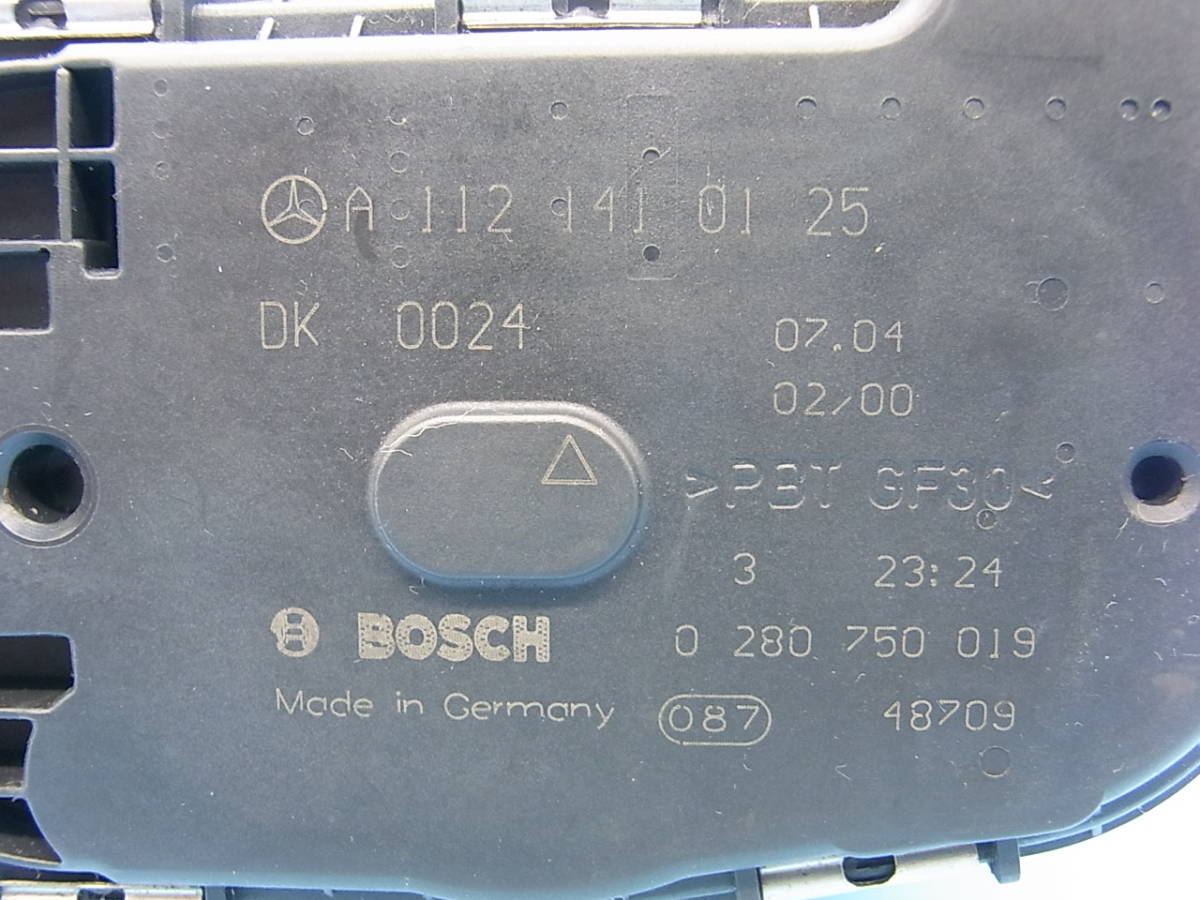 A 112 141 01 25
DK 0024
07.04
02/00
>PBT GF30<
3 23:24
BOSCH
0 280 750 019
Made in Germany
087
48709